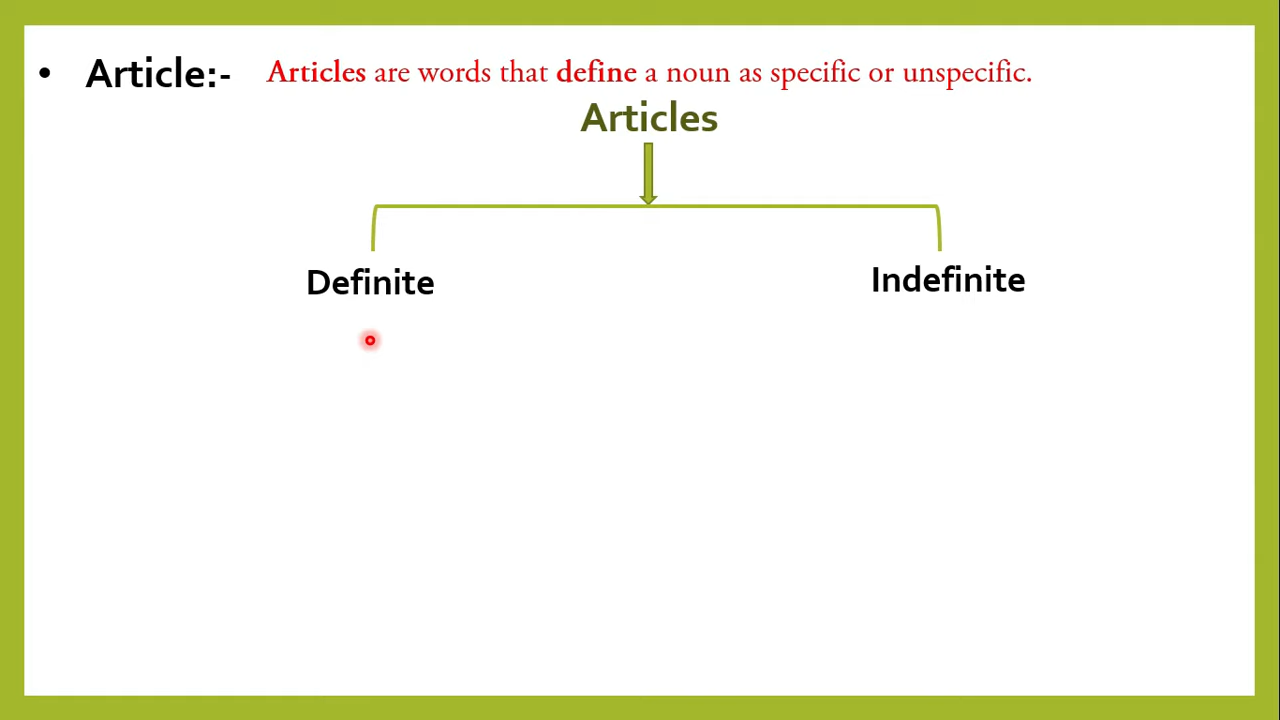 • Article:- Articles are words that define a noun as specific or unspecific.
Articles
Definite
Indefinite